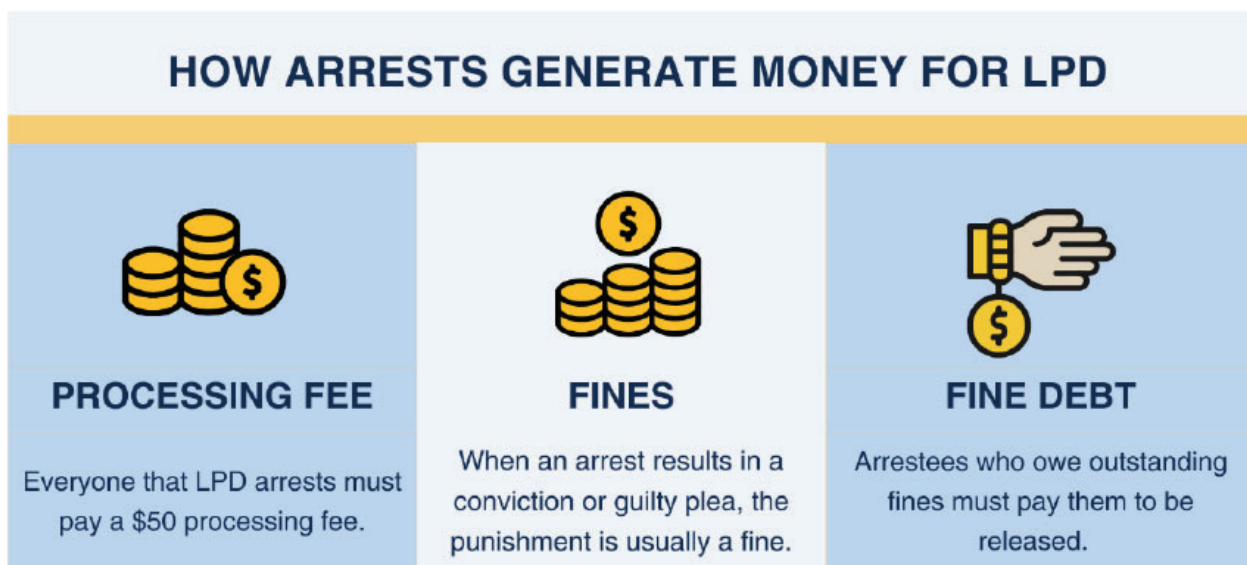 HOW ARRESTS GENERATE MONEY FOR LPD
$
PROCESSING FEE
Everyone that LPD arrests must
pay a $50 processing fee.
$
FINES
When an arrest results in a
conviction or guilty plea, the
punishment is usually a fine.
$
FINE DEBT
Arrestees who owe outstanding
fines must pay them to be
released.